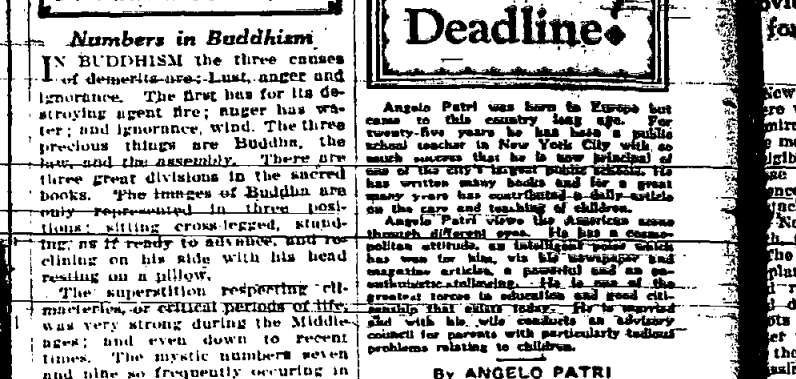 Numbers in Buddhism
IN BUDDHISM the three causes
of demerits are: Lust, anger and
ignorance. The first has for its de-
stroying agent fire; anger has wa-
ter; and ignorance, wind. The three
precious things are Buddha, the
law, and the assembly. There are
three great divisions in the sacred
books. The images of Buddha are
only represented in three posi-
tions; sitting cross-legged, stand-
ing; as if ready to advance, and re-
clining on his side with his head
resting on a pillow.
The superstition respecting cli-
macterics, or critical periods of life,
was very strong during the Middle
ages; and even down to recent
times. The mystic numbers seven
and nine so frequently occuring in
Deadline
Angelo Patri was born in Europe but
came to this country long ago. For
twenty-five years he has been a public
school teacher in New York City with so
much success that he is now principal of
one of the city's largest public schools. He
has written many books and for a great
many years has contributed a daily article
on the care and teaching of children.
Angelo Patri views the American scene
through different eyes. He has a cosmo-
politan attitude, an intelligent poise which
has won for him, via his newspaper and
magazine articles, a powerful and an en-
thusiastic following. He is one of the
greatest forces in education and good citi-
zenship that exists today. He is married
and with his wife conducts an advisory
council for parents with particularly tedious
problems relating to children.
By ANGELO PATRI